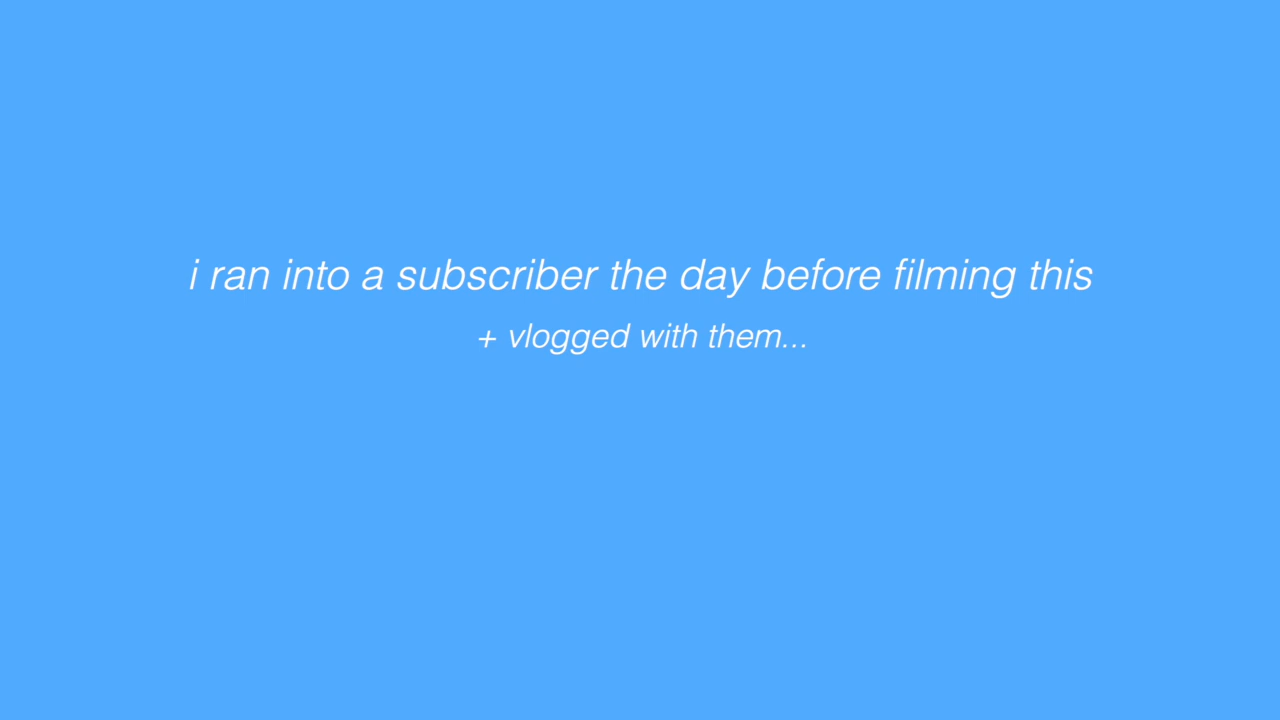 i ran into a subscriber the day before filming this
+ vlogged with them...